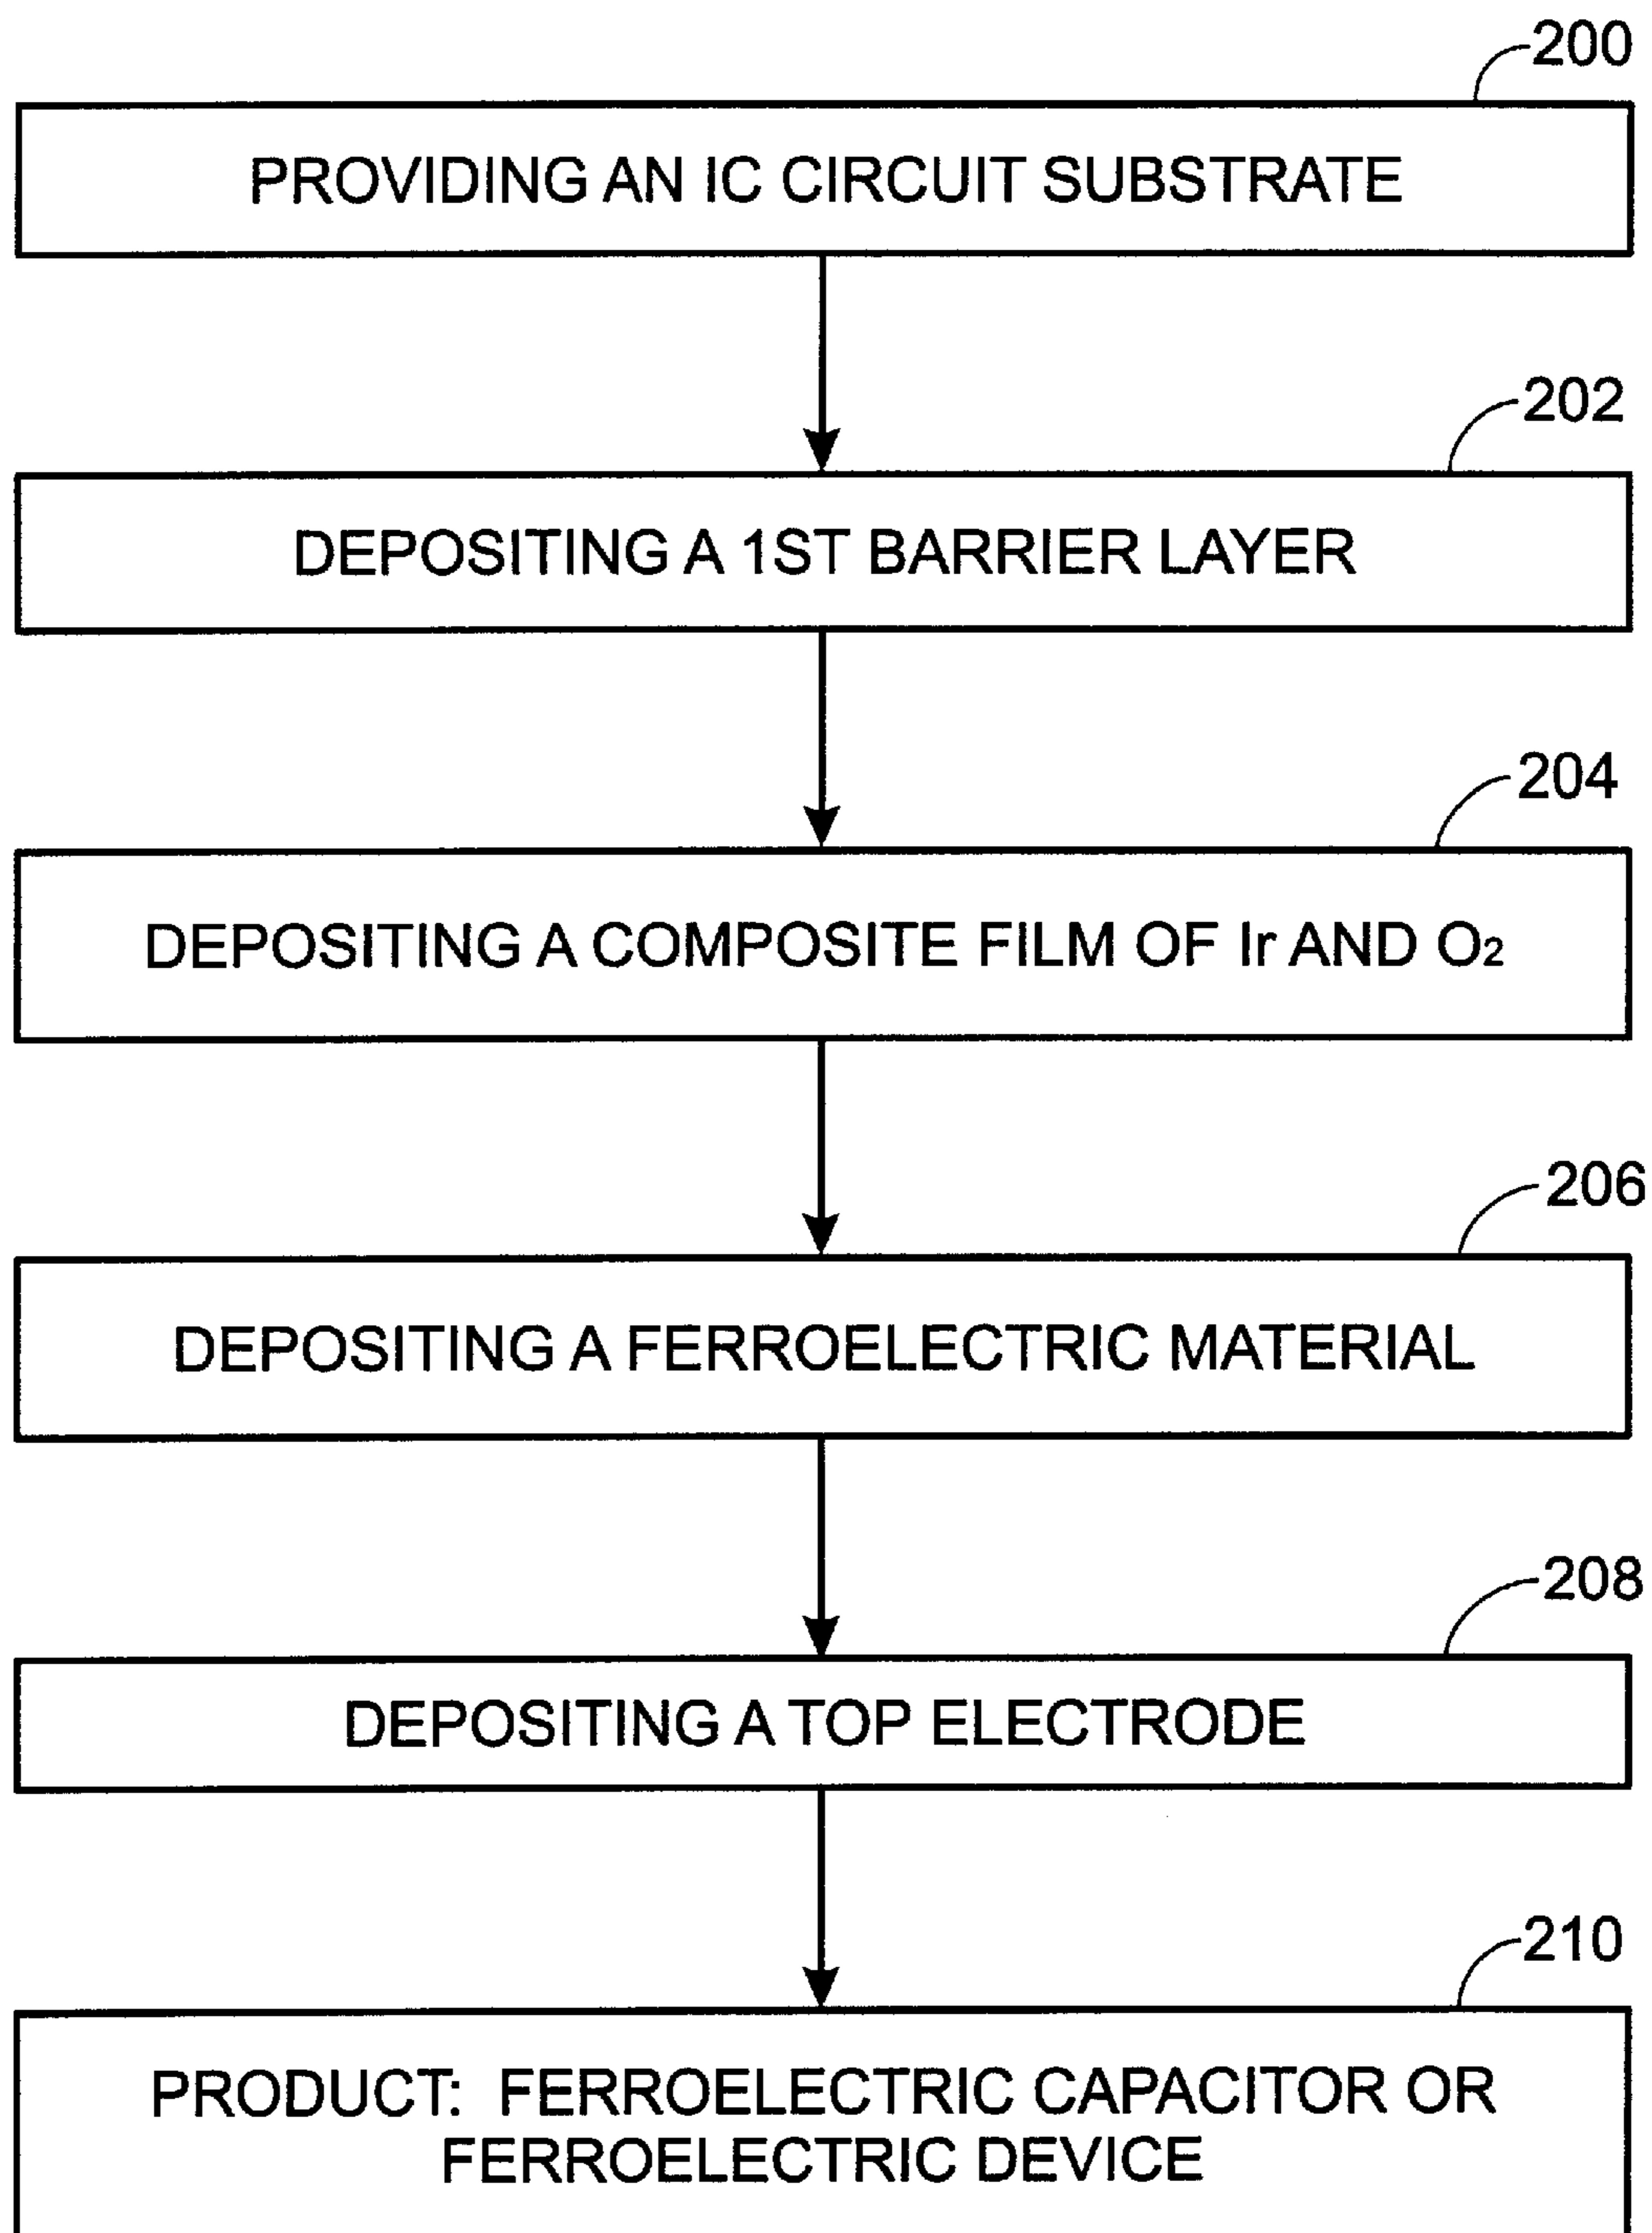 200
PROVIDING AN IC CIRCUIT SUBSTRATE
202
DEPOSITING A 1ST BARRIER LAYER
204
DEPOSITING A COMPOSITE FILM OF Ir AND O₂
206
DEPOSITING A FERROELECTRIC MATERIAL
208
DEPOSITING A TOP ELECTRODE
210
PRODUCT: FERROELECTRIC CAPACITOR OR
FERROELECTRIC DEVICE